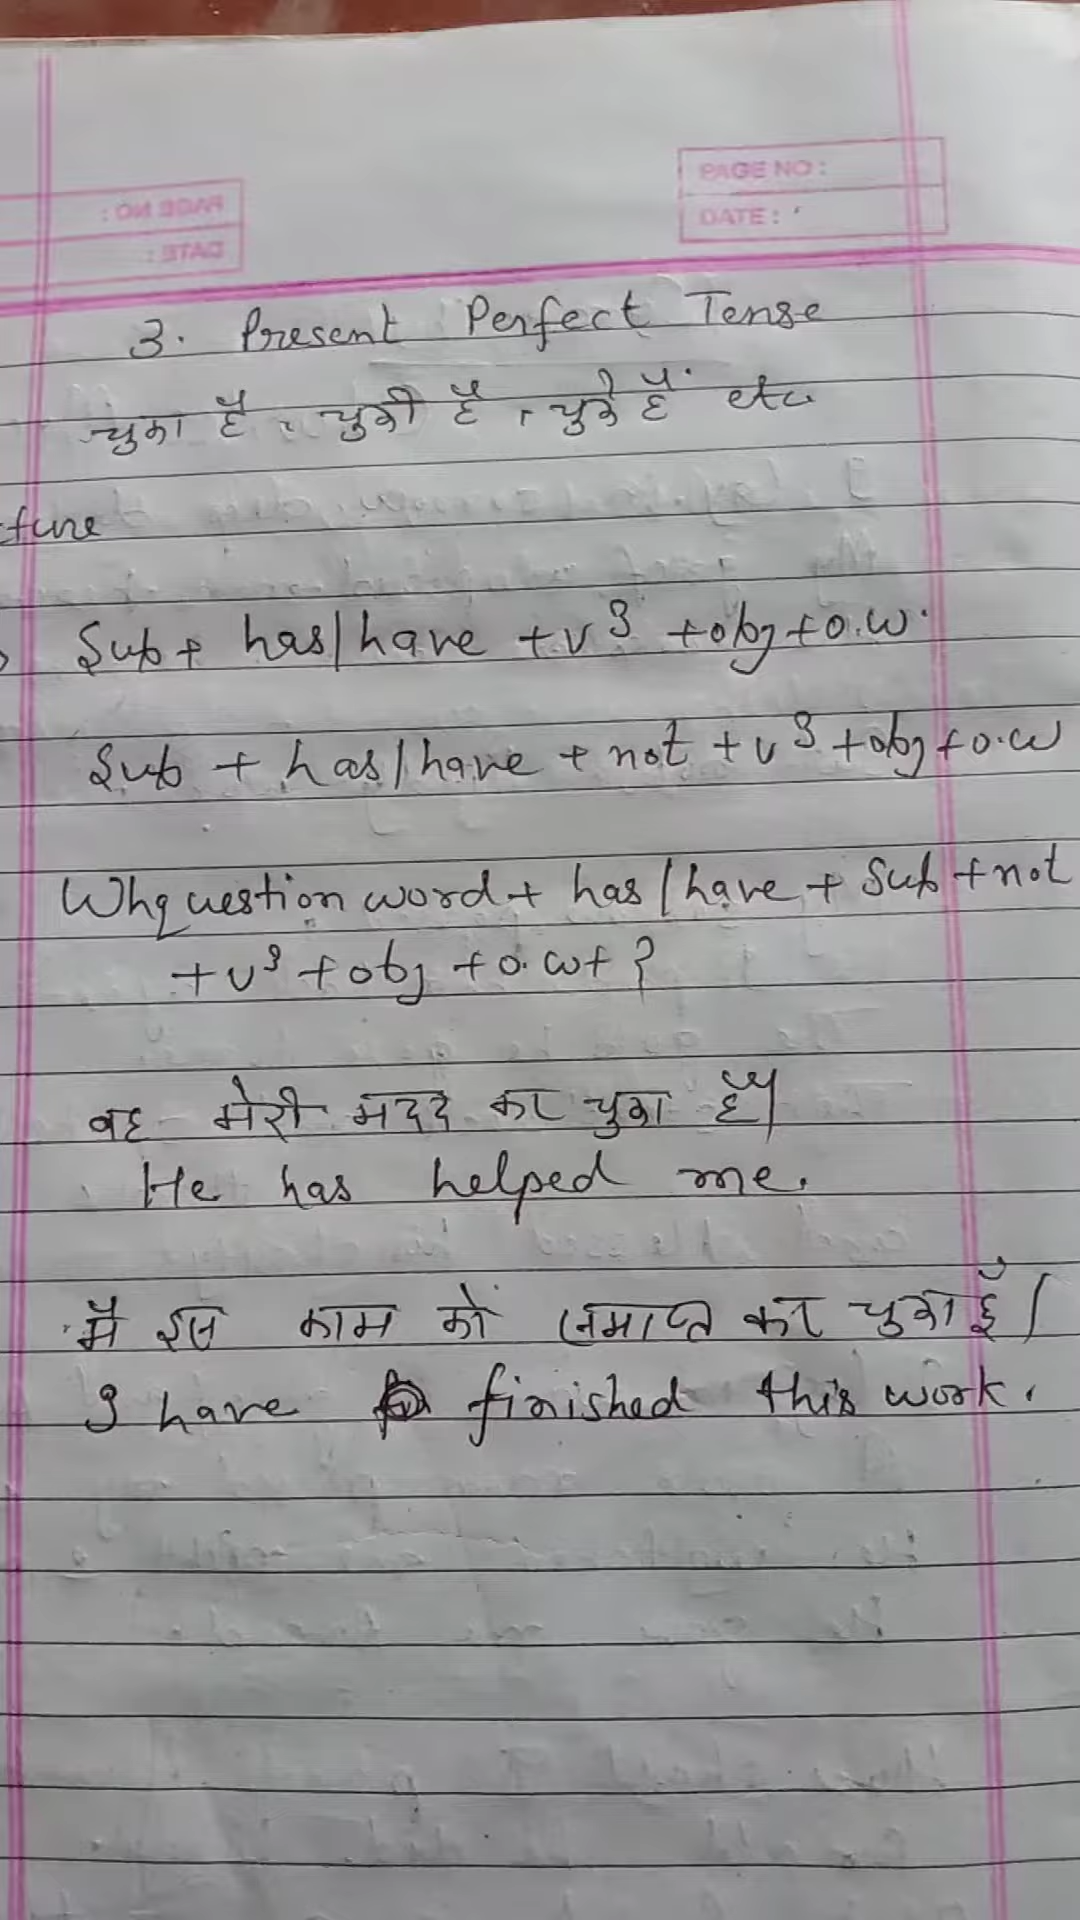 PAGE NO :
DATE :
3. Present Perfect Tense
चुका है, चुकी है, चुके हैं etc.
Sub + has/have + v3 + obj + o.w.
Sub + has/have + not + v3 + obj + o.w
Whquestion word + has/have + Sub + not
+ v3 + obj + o.w + ?
वह मेरी मदद कर चुका है|
He has helped me.
मैं इस काम को समाप्त कर चुका हूँ|
I have finished this work.